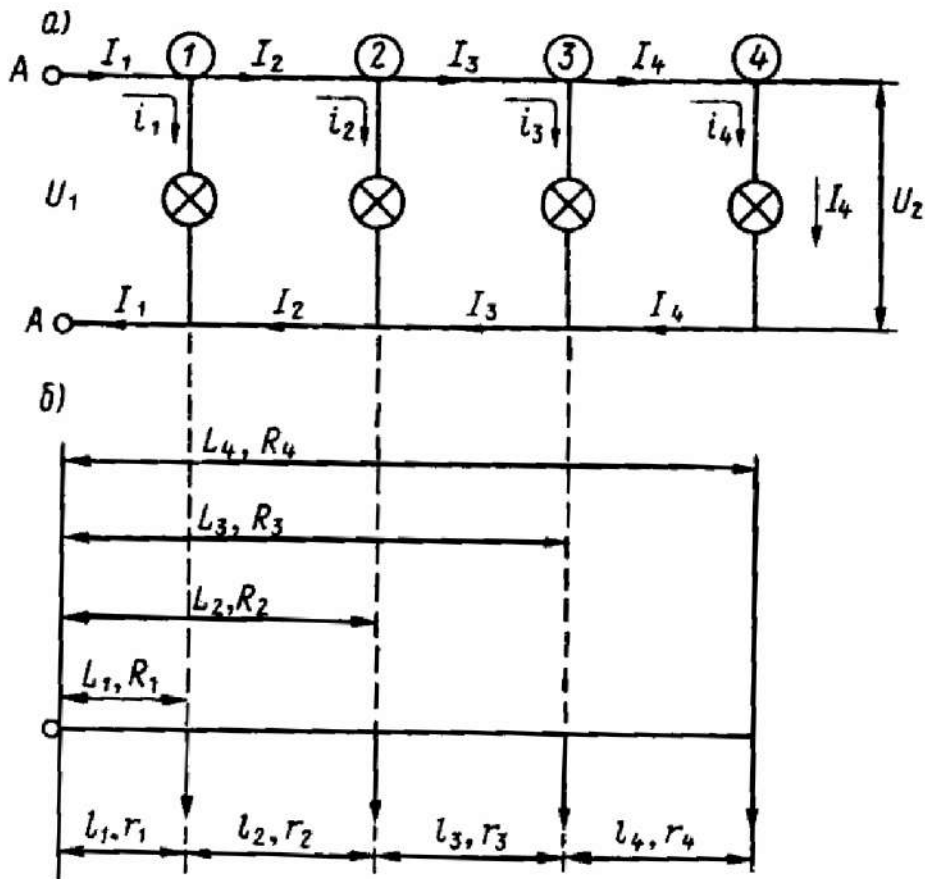 а)
1 2 3 4
A I₁ I₂ I₃ I₄
i₁ i₂ i₃ i₄
U₁ I₄ U₂
A I₁ I₂ I₃ I₄
б)
L₄, R₄
L₃, R₃
L₂, R₂
L₁, R₁
l₁, r₁ l₂, r₂ l₃, r₃ l₄, r₄